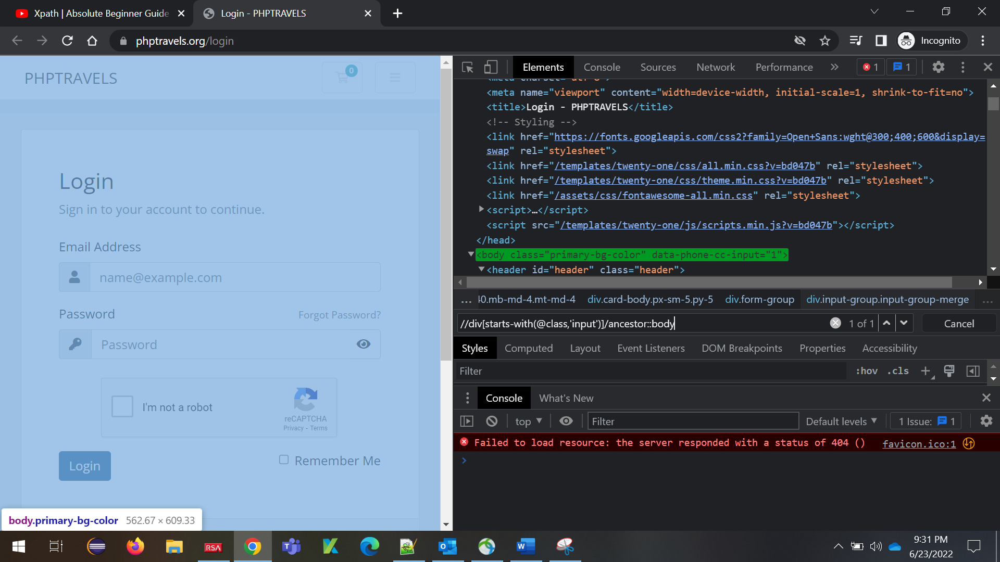 Xpath | Absolute Beginner Guide
Login - PHPTRAVELS
phptravels.org/login
Incognito
PHPTRAVELS
0
Login
Sign in to your account to continue.
Email Address
name@example.com
Password
Forgot Password?
Password
I'm not a robot
reCAPTCHA
Privacy - Terms
Login
Remember Me
body.primary-bg-color 562.67 × 609.33
Elements
Console
Sources
Network
Performance
1
1
<meta charset="utf-8">
<meta name="viewport" content="width=device-width, initial-scale=1, shrink-to-fit=no">
<title>Login - PHPTRAVELS</title>
<!-- Styling -->
<link href="https://fonts.googleapis.com/css2?family=Open+Sans:wght@300;400;600&display=
swap" rel="stylesheet">
<link href="/templates/twenty-one/css/all.min.css?v=bd047b" rel="stylesheet">
<link href="/templates/twenty-one/css/theme.min.css?v=bd047b" rel="stylesheet">
<link href="/assets/css/fontawesome-all.min.css" rel="stylesheet">
<script>…</script>
<script src="/templates/twenty-one/js/scripts.min.js?v=bd047b"></script>
</head>
<body class="primary-bg-color" data-phone-cc-input="1">
<header id="header" class="header">
… 40.mb-md-4.mt-md-4 div.card-body.px-sm-5.py-5 div.form-group div.input-group.input-group-merge …
//div[starts-with(@class,'input')]/ancestor::body
1 of 1
Cancel
Styles
Computed
Layout
Event Listeners
DOM Breakpoints
Properties
Accessibility
Filter
:hov .cls
Console
What's New
top
Filter
Default levels
1 Issue: 1
Failed to load resource: the server responded with a status of 404 () favicon.ico:1
RSA
9:31 PM
6/23/2022